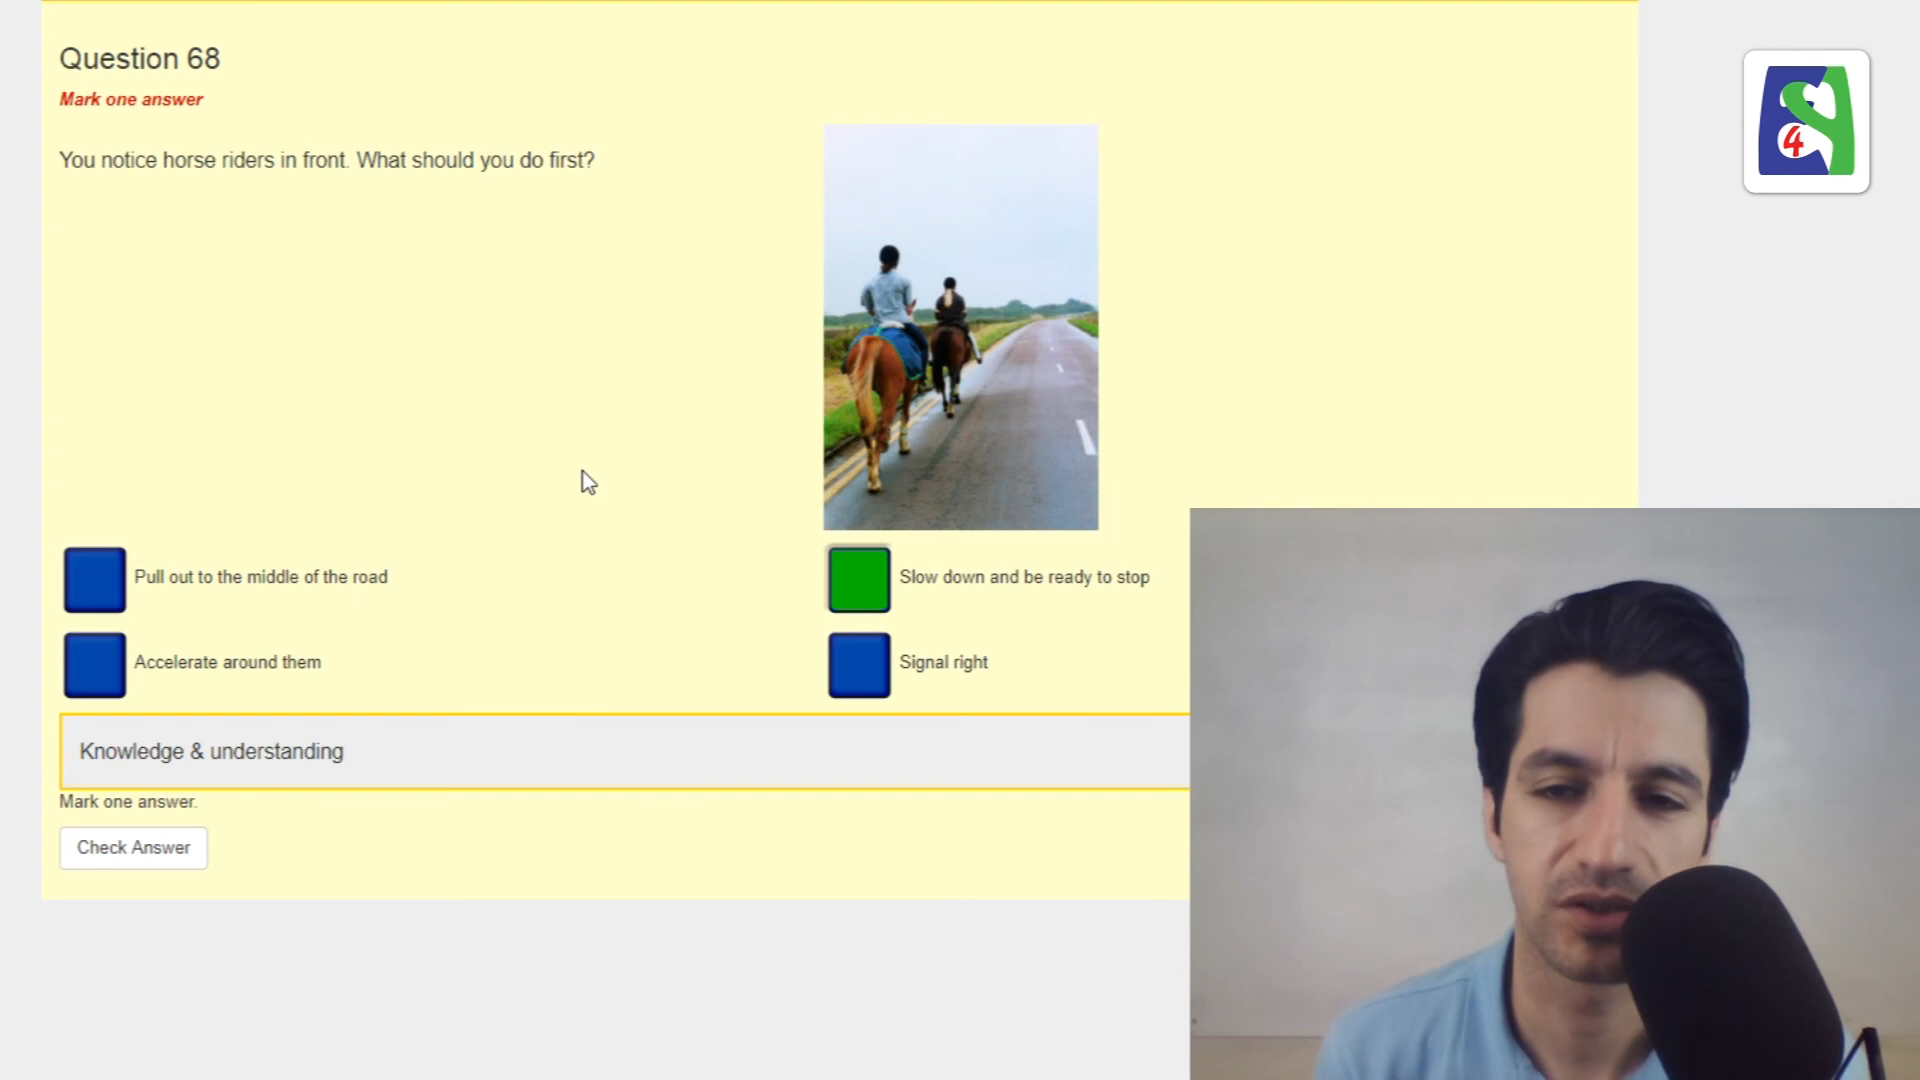 Question 68
Mark one answer
You notice horse riders in front. What should you do first?
Pull out to the middle of the road
Slow down and be ready to stop
Accelerate around them
Signal right
Knowledge & understanding
Mark one answer.
Check Answer
4